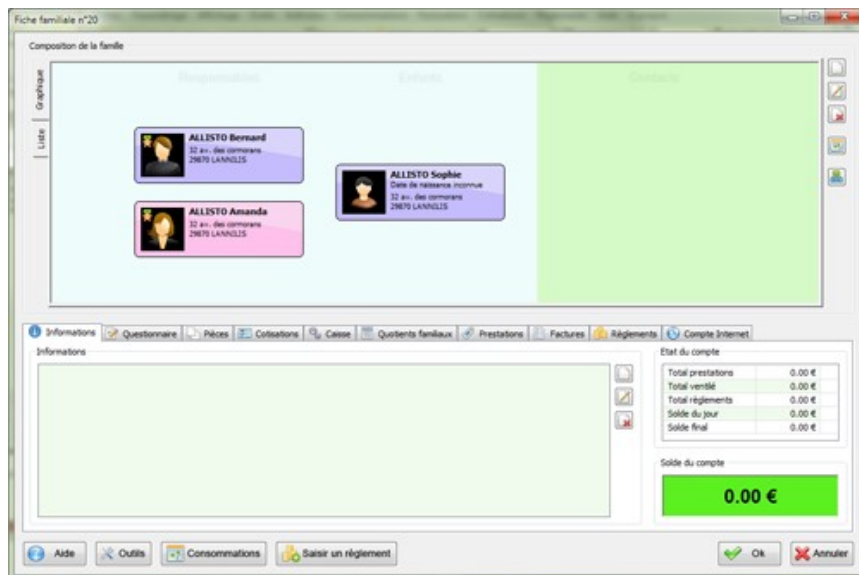 Fiche familiale n°20
Composition de la famille
Graphique
Liste
Responsables
Enfants
Contacts
ALLISTO Bernard
32 av. des cormorans
29870 LANNILIS
ALLISTO Amanda
32 av. des cormorans
29870 LANNILIS
ALLISTO Sophie
Date de naissance inconnue
32 av. des cormorans
29870 LANNILIS
Informations Questionnaire Pièces Cotisations Caisse Quotients familiaux Prestations Factures Règlements Compte Internet
Informations
Etat du compte
Total prestations 0.00 €
Total ventilé 0.00 €
Total règlements 0.00 €
Solde du jour 0.00 €
Solde final 0.00 €
Solde du compte
0.00 €
Aide Outils Consommations Saisir un règlement Ok Annuler